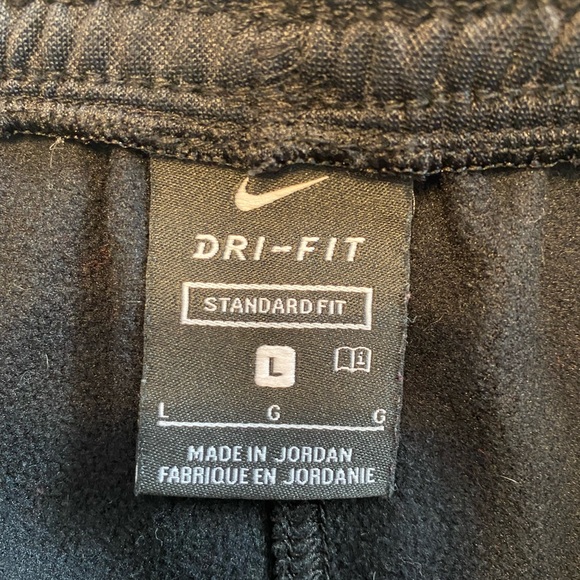 DRI-FIT
STANDARD FIT
L
L G G
MADE IN JORDAN
FABRIQUE EN JORDANIE